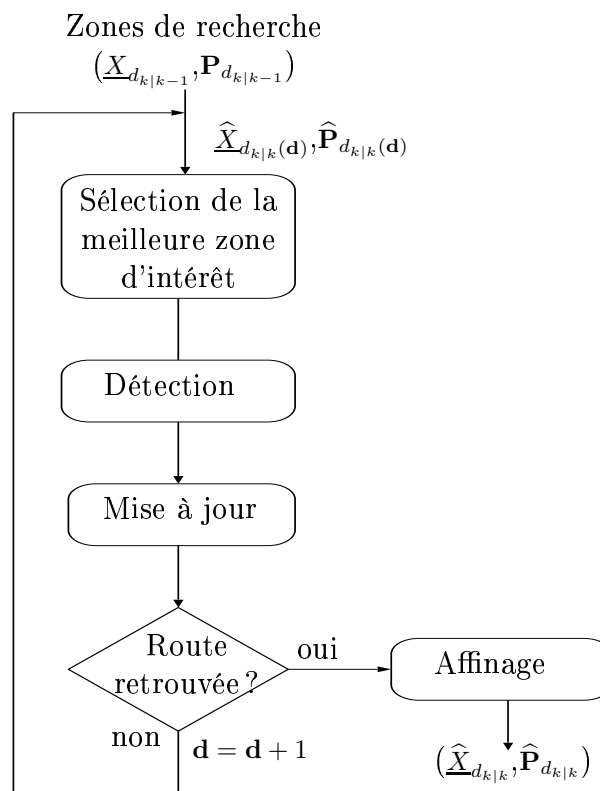 Zones de recherche
(X_{d_{k|k−1}},P_{d_{k|k−1}})
X̂_{d_{k|k}(d)},P̂_{d_{k|k}(d)}
Sélection de la
meilleure zone
d'intérêt
Détection
Mise à jour
Route
retrouvée ?
oui
Affinage
non
d = d + 1
(X̂_{d_{k|k}},P̂_{d_{k|k}})